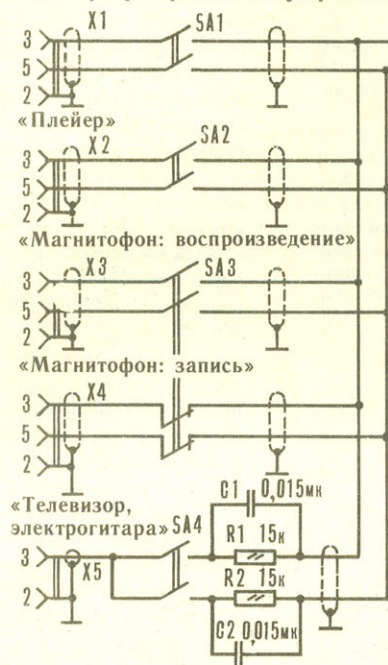 X1 SA1
3
5
2
«Плейер»
X2 SA2
3
5
2
«Магнитофон: воспроизведение»
X3 SA3
3
5
2
«Магнитофон: запись»
X4
3
5
2
«Телевизор,
электрогитара» SA4
C1 0,015мк
R1 15к
3
X5
R2 15к
2
C2 0,015мк